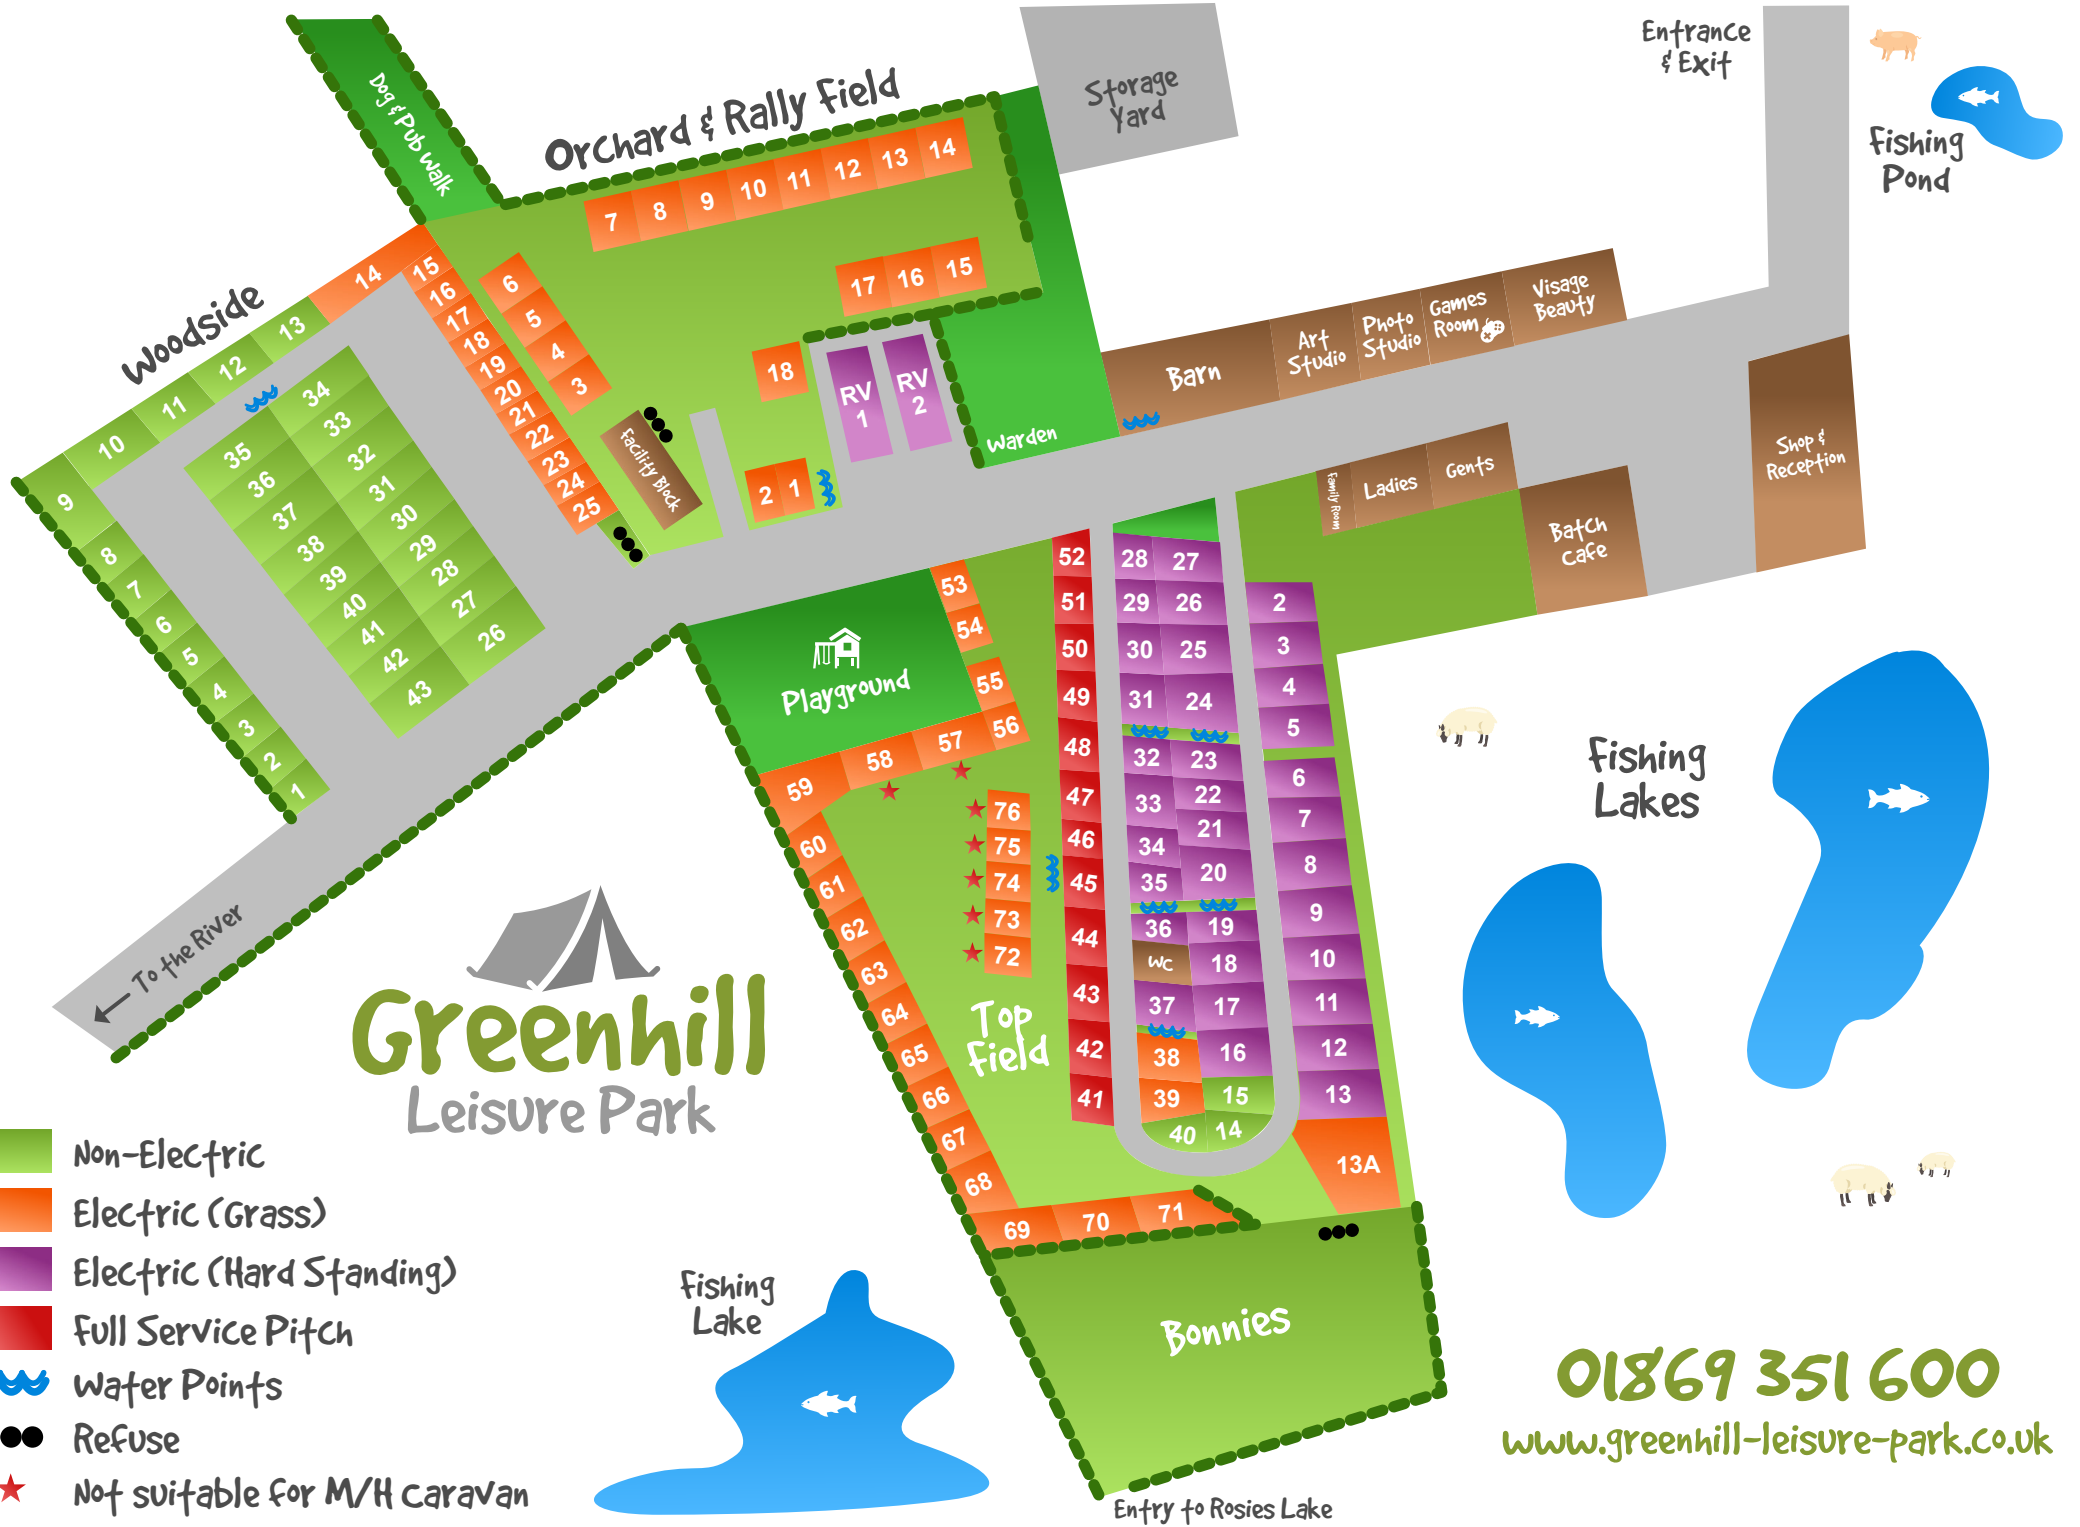 Entrance
& Exit
Fishing
Pond
Storage
Yard
Dog & Pub Walk
Orchard & Rally Field
7 8 9 10 11 12 13 14
17 16 15
6
5
4
3
18
RV
1
RV
2
2 1
Facility Block
Warden
Barn
Art
Studio
Photo
Studio
Games
Room
Visage
Beauty
Shop &
Reception
Family Room
Ladies
Gents
Batch
Cafe
Woodside
14
13
12
11
10
9
8
7
6
5
4
3
2
1
15
16
17
18
19
20
21
22
23
24
25
34
33
32
31
30
29
28
27
26
35
36
37
38
39
40
41
42
43
To the River
Playground
53
54
55
56
57
58
59
60
61
62
63
64
65
66
67
68
69 70 71
76
75
74
73
72
Top
Field
52
51
50
49
48
47
46
45
44
43
42
41
28 27
29 26
30 25
31 24
32 23
33 22
21
34
35 20
36 19
WC 18
37 17
38 16
39 15
40 14
2
3
4
5
6
7
8
9
10
11
12
13
13A
Bonnies
Entry to Rosies Lake
Fishing
Lakes
Fishing
Lake
Greenhill
Leisure Park
Non-Electric
Electric (Grass)
Electric (Hard Standing)
Full Service Pitch
Water Points
Refuse
Not suitable for M/H caravan
01869 351 600
www.greenhill-leisure-park.co.uk